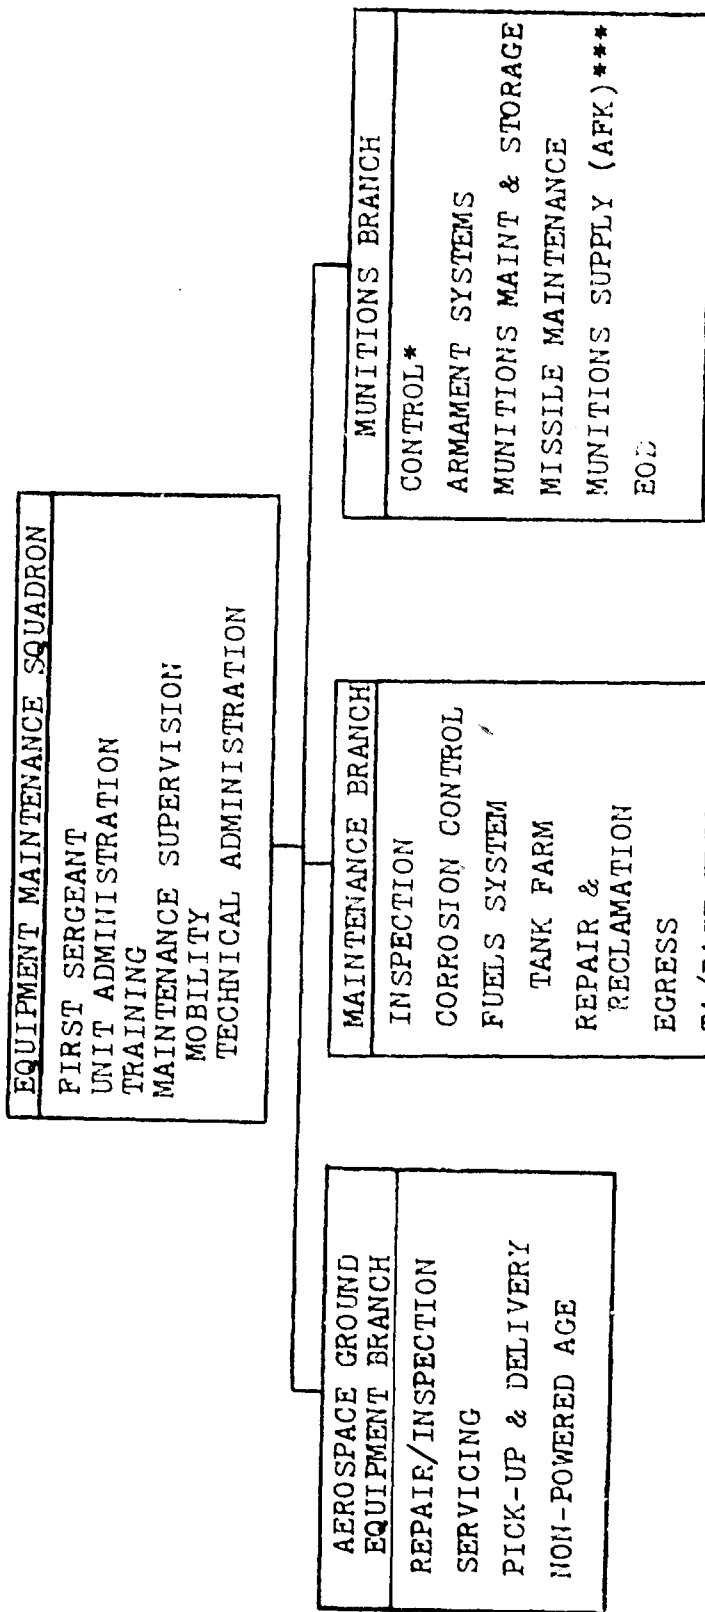 EQUIPMENT MAINTENANCE SQUADRON
FIRST SERGEANT
UNIT ADMINISTRATION
TRAINING
MAINTENANCE SUPERVISION
MOBILITY
TECHNICAL ADMINISTRATION
AEROSPACE GROUND
EQUIPMENT BRANCH
REPAIR/INSPECTION
SERVICING
PICK-UP & DELIVERY
NON-POWERED AGE
MAINTENANCE BRANCH
INSPECTION
CORROSION CONTROL
FUELS SYSTEM
TANK FARM
REPAIR &
RECLAMATION
EGRESS
MUNITIONS BRANCH
CONTROL*
ARMAMENT SYSTEMS
MUNITIONS MAINT & STORAGE
MISSILE MAINTENANCE
MUNITIONS SUPPLY (AFK)***
EOD